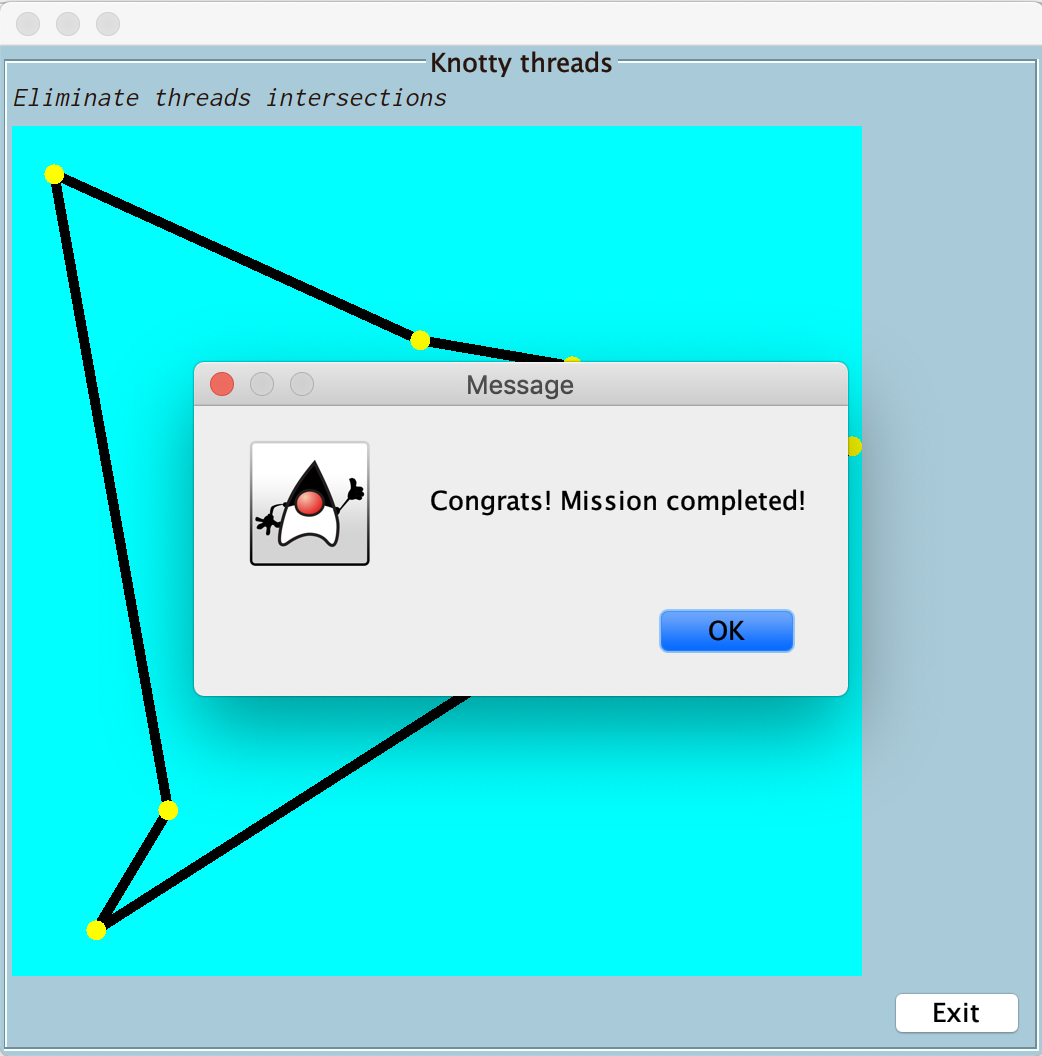 Knotty threads
Eliminate threads intersections
Message
Congrats! Mission completed!
OK
Exit